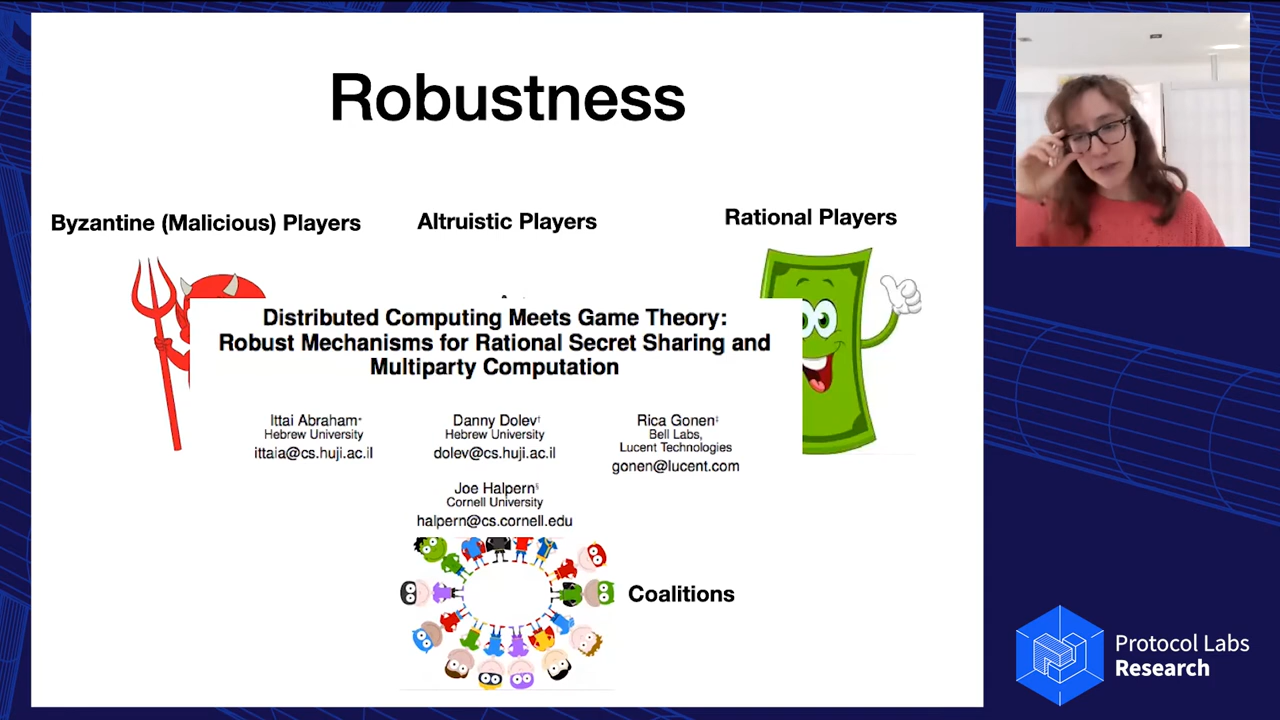 Robustness
Byzantine (Malicious) Players
Altruistic Players
Rational Players
Distributed Computing Meets Game Theory:
Robust Mechanisms for Rational Secret Sharing and
Multiparty Computation
Ittai Abraham*
Hebrew University
ittaia@cs.huji.ac.il
Danny Dolev†
Hebrew University
dolev@cs.huji.ac.il
Rica Gonen‡
Bell Labs,
Lucent Technologies
gonen@lucent.com
Joe Halpern§
Cornell University
halpern@cs.cornell.edu
Coalitions
Protocol Labs
Research